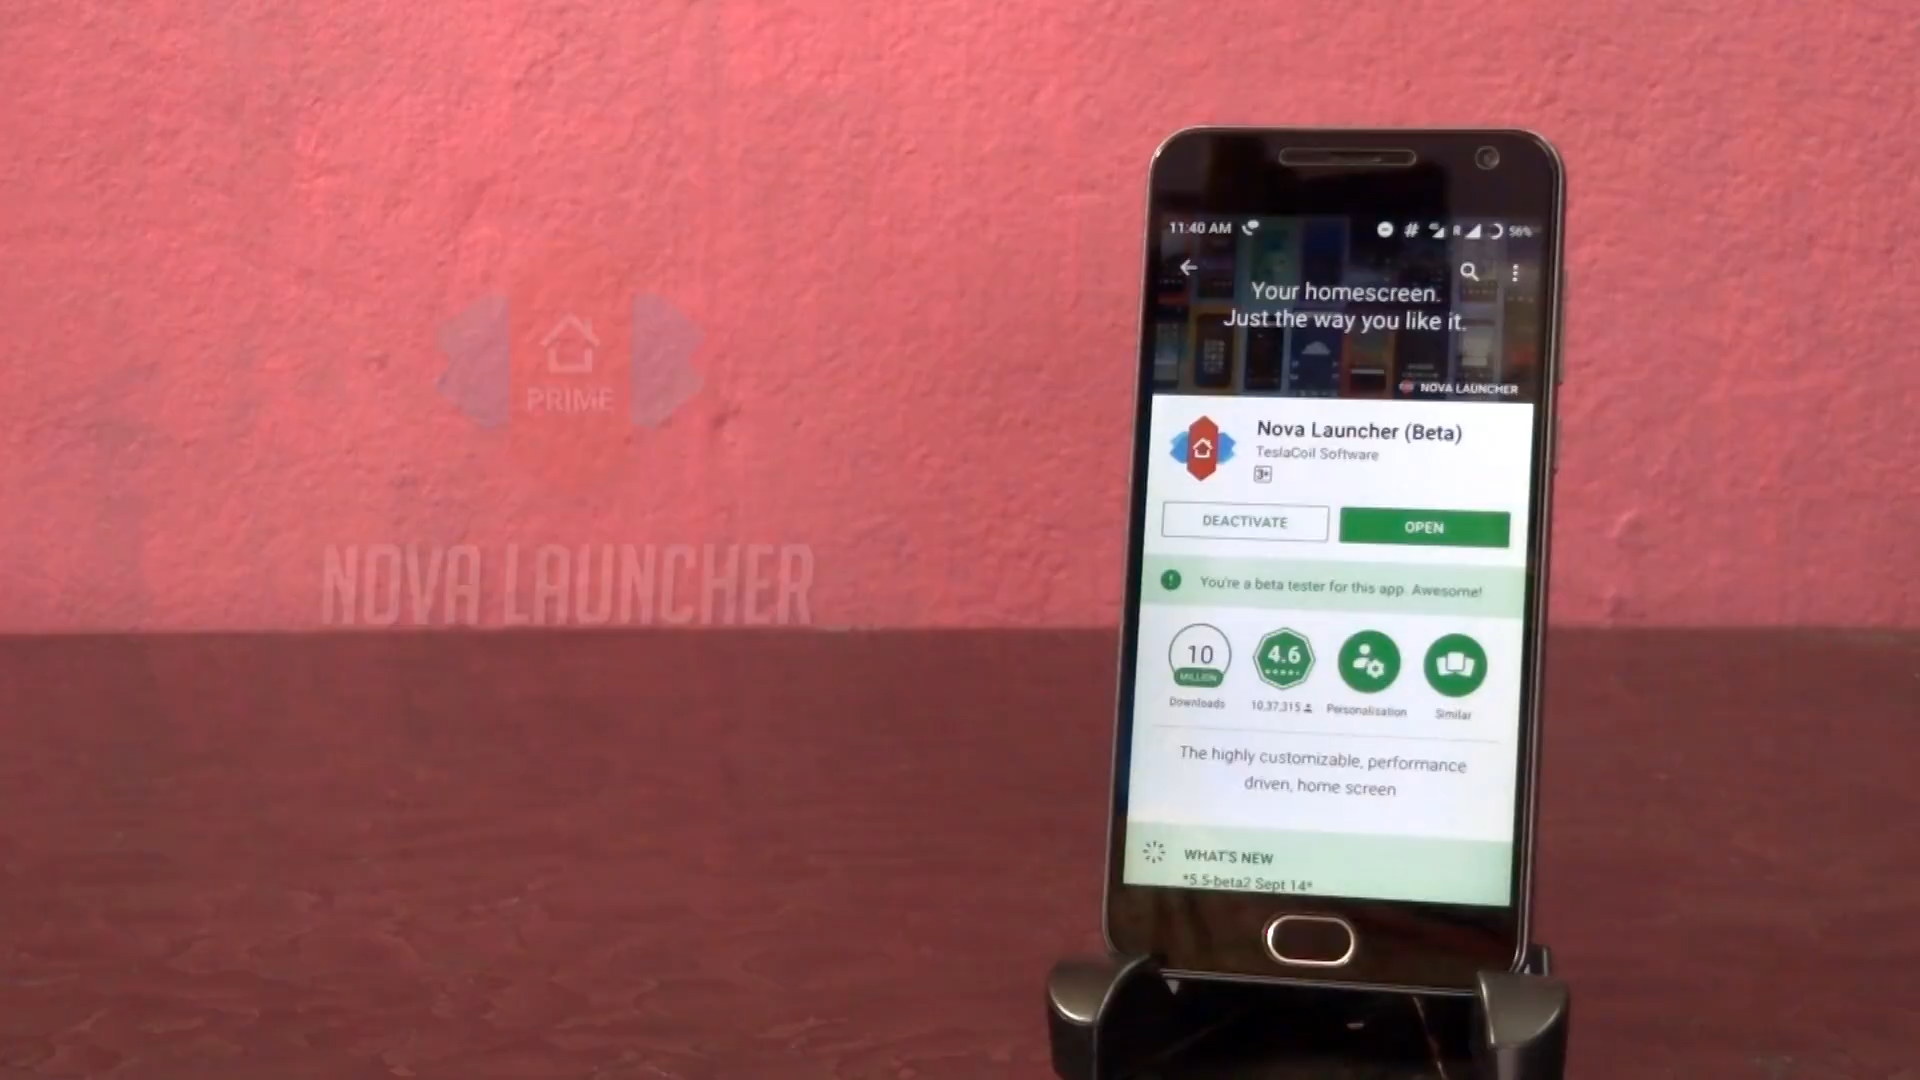 PRIME
NOVA LAUNCHER
11:40 AM
R
56%
Your homescreen.
Just the way you like it.
NOVA LAUNCHER
Nova Launcher (Beta)
TeslaCoil Software
3+
DEACTIVATE
OPEN
You're a beta tester for this app. Awesome!
10
MILLION
Downloads
4.6
10,37,315
Personalisation
Similar
The highly customizable, performance
driven, home screen
WHAT'S NEW
*5.5-beta2 Sept 14*